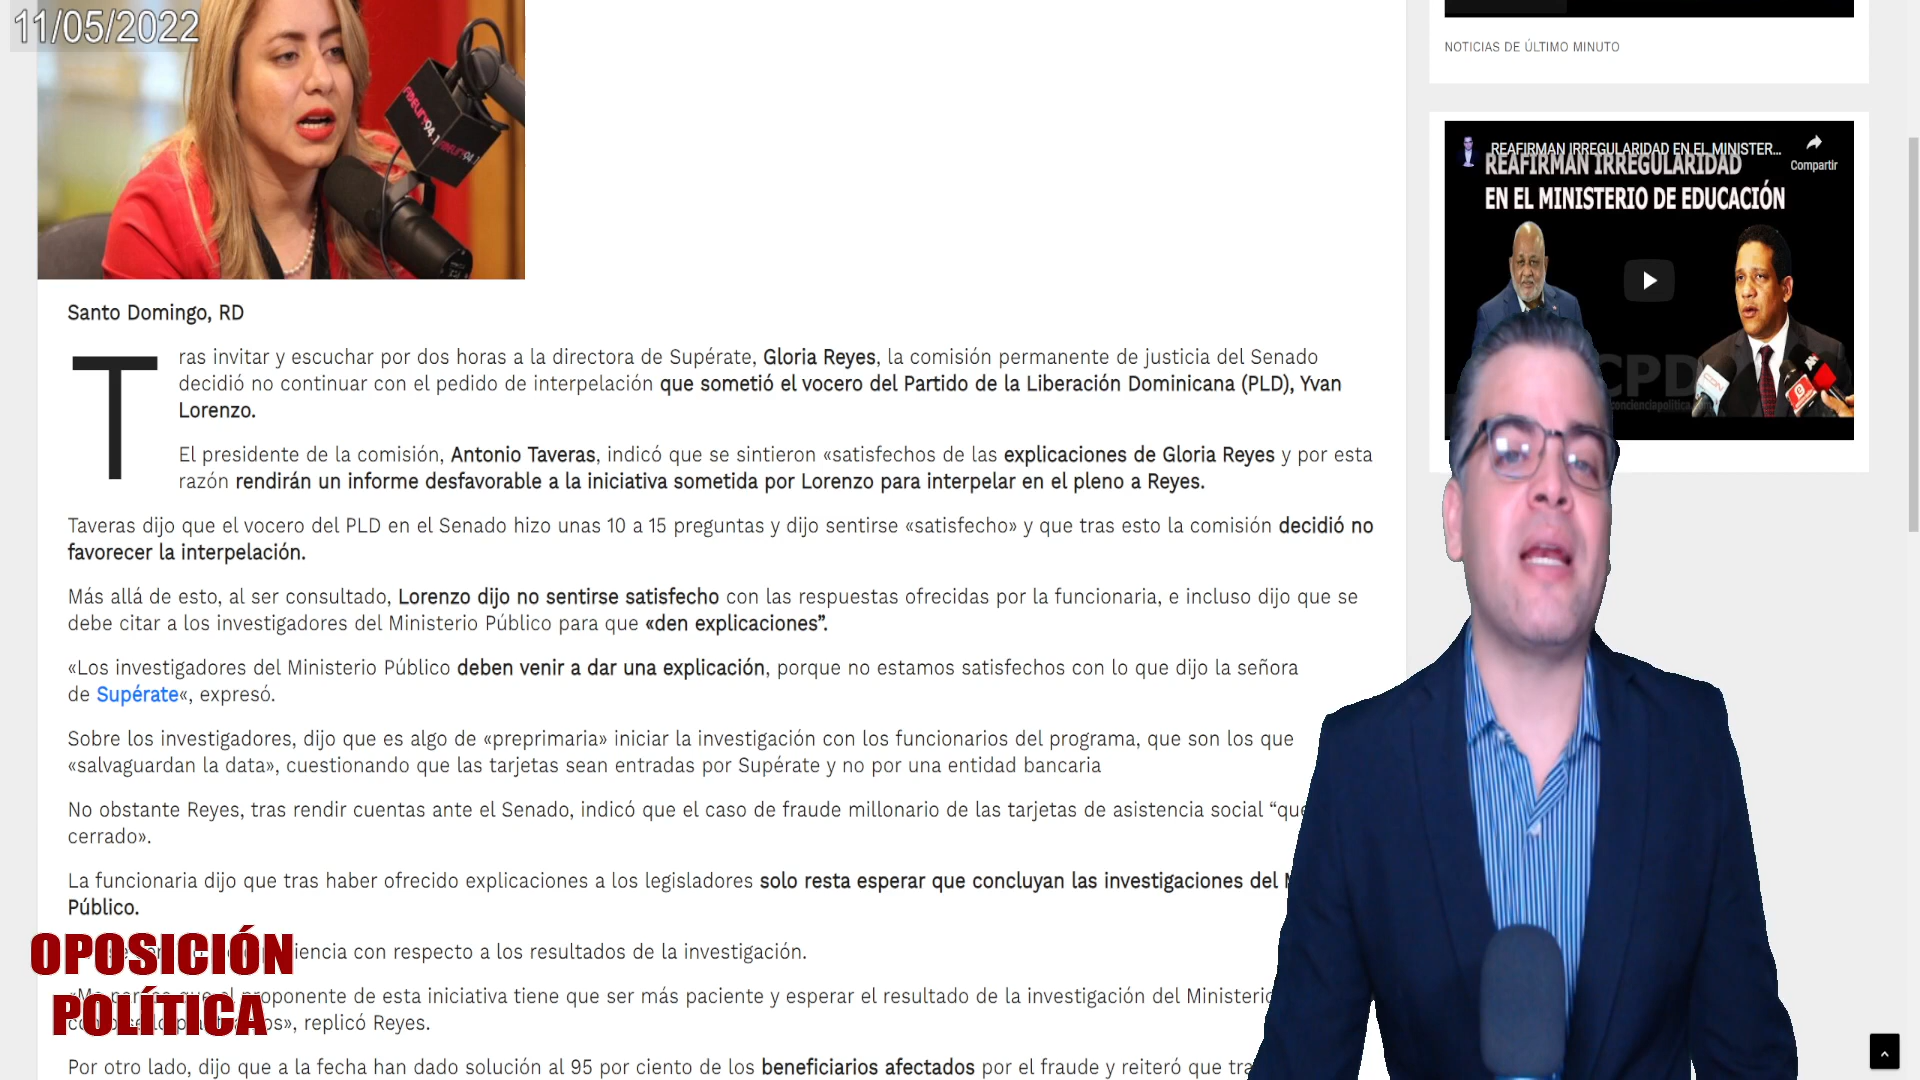 11/05/2022
FIDELITY 94.1
FIDELITY 94.1
Santo Domingo, RD
Tras invitar y escuchar por dos horas a la directora de Supérate, Gloria Reyes, la comisión permanente de justicia del Senado
decidió no continuar con el pedido de interpelación que sometió el vocero del Partido de la Liberación Dominicana (PLD), Yvan
Lorenzo.
El presidente de la comisión, Antonio Taveras, indicó que se sintieron «satisfechos de las explicaciones de Gloria Reyes y por esta
razón rendirán un informe desfavorable a la iniciativa sometida por Lorenzo para interpelar en el pleno a Reyes.
Taveras dijo que el vocero del PLD en el Senado hizo unas 10 a 15 preguntas y dijo sentirse «satisfecho» y que tras esto la comisión decidió no
favorecer la interpelación.
Más allá de esto, al ser consultado, Lorenzo dijo no sentirse satisfecho con las respuestas ofrecidas por la funcionaria, e incluso dijo que se
debe citar a los investigadores del Ministerio Público para que «den explicaciones”.
«Los investigadores del Ministerio Público deben venir a dar una explicación, porque no estamos satisfechos con lo que dijo la señora
de Supérate«, expresó.
Sobre los investigadores, dijo que es algo de «preprimaria» iniciar la investigación con los funcionarios del programa, que son los que
«salvaguardan la data», cuestionando que las tarjetas sean entradas por Supérate y no por una entidad bancaria
No obstante Reyes, tras rendir cuentas ante el Senado, indicó que el caso de fraude millonario de las tarjetas de asistencia social “que
cerrado».
La funcionaria dijo que tras haber ofrecido explicaciones a los legisladores solo resta esperar que concluyan las investigaciones del
Público.
con respecto a los resultados de la investigación.
proponente de esta iniciativa tiene que ser más paciente y esperar el resultado de la investigación del Ministerio
replicó Reyes.
Por otro lado, dijo que a la fecha han dado solución al 95 por ciento de los beneficiarios afectados por el fraude y reiteró que
OPOSICIÓN
POLÍTICA
NOTICIAS DE ÚLTIMO MINUTO
REAFIRMAN IRREGULARIDAD EN EL MINISTER...
Compartir
REAFIRMAN IRREGULARIDAD
EN EL MINISTERIO DE EDUCACIÓN
CPD
CDN